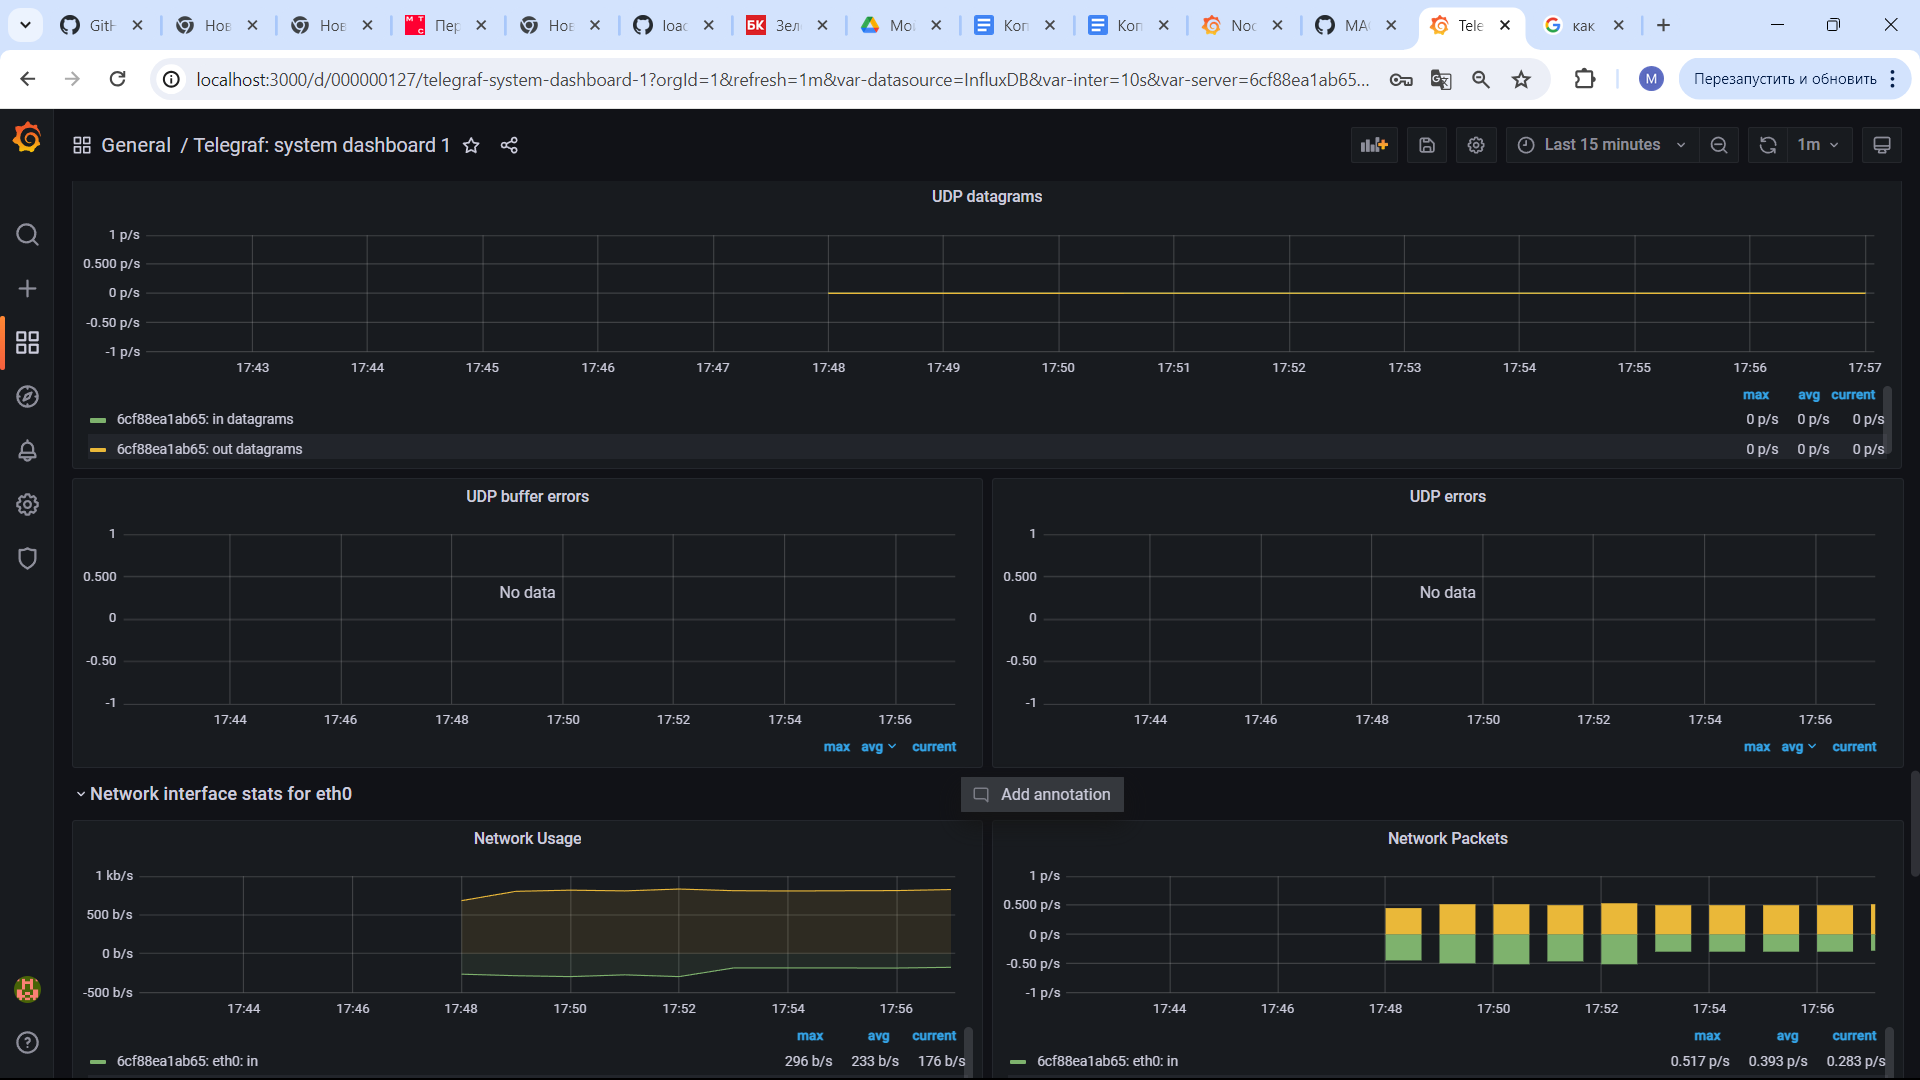 GitH
Нов
Нов
МТС
Пер
Нов
loac
БК
Зел
Мой
Коп
Коп
Noc
MA
Tele
как
localhost:3000/d/000000127/telegraf-system-dashboard-1?orgId=1&refresh=1m&var-datasource=InfluxDB&var-inter=10s&var-server=6cf88ea1ab65...
M
Перезапустить и обновить
General / Telegraf: system dashboard 1
Last 15 minutes
1m
UDP datagrams
1 p/s
0.500 p/s
0 p/s
-0.50 p/s
-1 p/s
17:43 17:44 17:45 17:46 17:47 17:48 17:49 17:50 17:51 17:52 17:53 17:54 17:55 17:56 17:57
max avg current
6cf88ea1ab65: in datagrams 0 p/s 0 p/s 0 p/s
6cf88ea1ab65: out datagrams 0 p/s 0 p/s 0 p/s
UDP buffer errors
1
0.500
No data
0
-0.50
-1
17:44 17:46 17:48 17:50 17:52 17:54 17:56
max avg current
UDP errors
1
0.500
No data
0
-0.50
-1
17:44 17:46 17:48 17:50 17:52 17:54 17:56
max avg current
Network interface stats for eth0
Add annotation
Network Usage
1 kb/s
500 b/s
0 b/s
-500 b/s
17:44 17:46 17:48 17:50 17:52 17:54 17:56
max avg current
6cf88ea1ab65: eth0: in 296 b/s 233 b/s 176 b/s
Network Packets
1 p/s
0.500 p/s
0 p/s
-0.50 p/s
-1 p/s
17:44 17:46 17:48 17:50 17:52 17:54 17:56
max avg current
6cf88ea1ab65: eth0: in 0.517 p/s 0.393 p/s 0.283 p/s